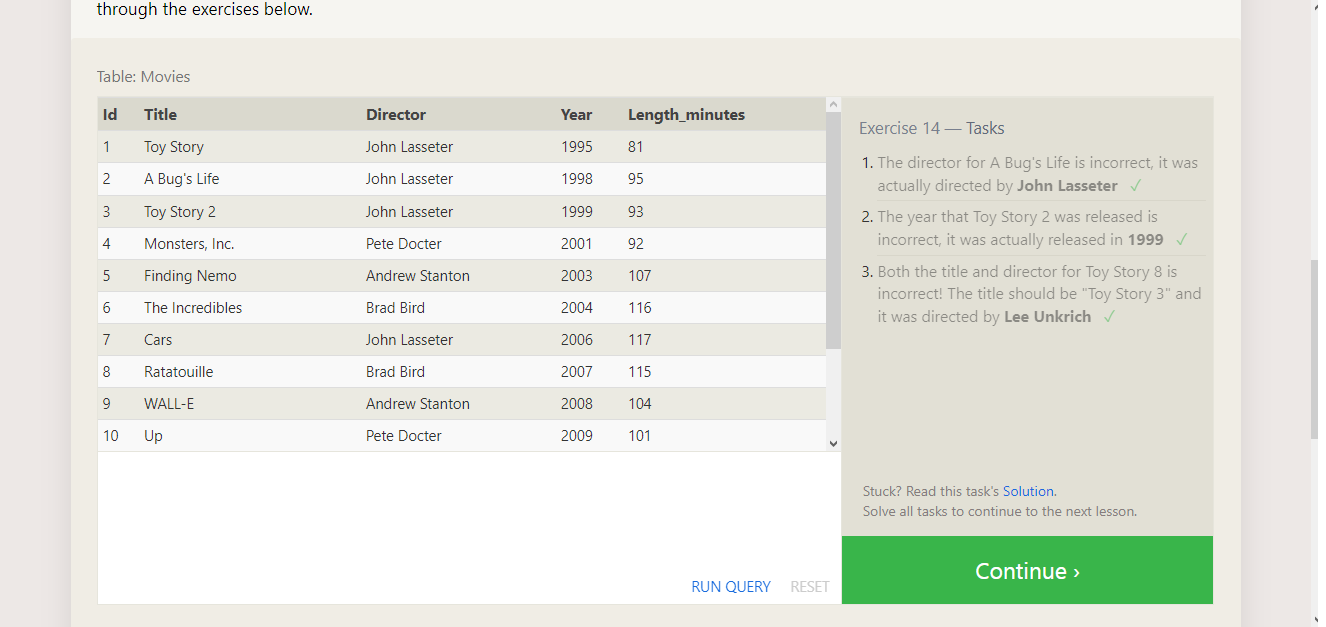 through the exercises below.
Table: Movies
Id Title Director Year Length_minutes
1 Toy Story John Lasseter 1995 81
2 A Bug's Life John Lasseter 1998 95
3 Toy Story 2 John Lasseter 1999 93
4 Monsters, Inc. Pete Docter 2001 92
5 Finding Nemo Andrew Stanton 2003 107
6 The Incredibles Brad Bird 2004 116
7 Cars John Lasseter 2006 117
8 Ratatouille Brad Bird 2007 115
9 WALL-E Andrew Stanton 2008 104
10 Up Pete Docter 2009 101
RUN QUERY RESET
Exercise 14 — Tasks
1. The director for A Bug's Life is incorrect, it was
actually directed by John Lasseter ✓
2. The year that Toy Story 2 was released is
incorrect, it was actually released in 1999 ✓
3. Both the title and director for Toy Story 8 is
incorrect! The title should be "Toy Story 3" and
it was directed by Lee Unkrich ✓
Stuck? Read this task's Solution.
Solve all tasks to continue to the next lesson.
Continue ›